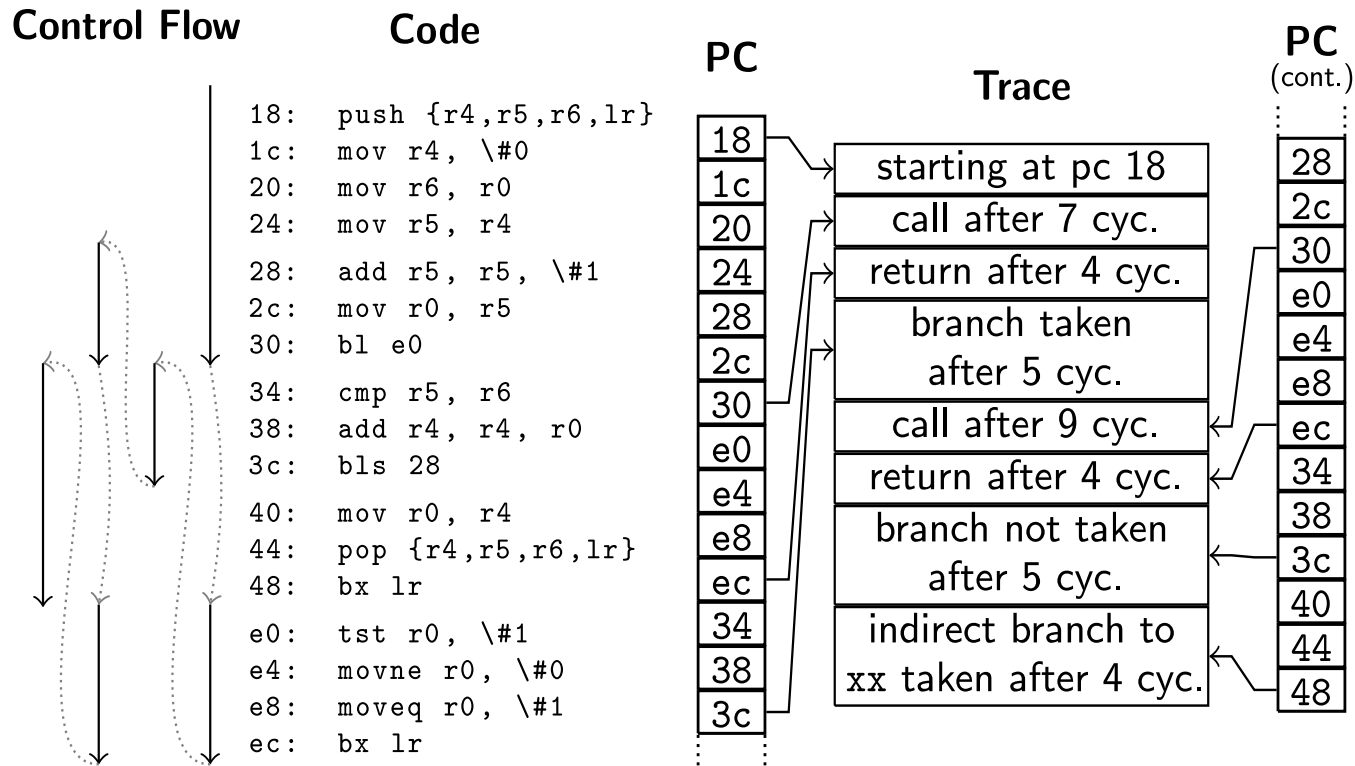 Control Flow
Code
18: push {r4,r5,r6,lr}
1c: mov r4, \#0
20: mov r6, r0
24: mov r5, r4
28: add r5, r5, \#1
2c: mov r0, r5
30: bl e0
34: cmp r5, r6
38: add r4, r4, r0
3c: bls 28
40: mov r0, r4
44: pop {r4,r5,r6,lr}
48: bx lr
e0: tst r0, \#1
e4: movne r0, \#0
e8: moveq r0, \#1
ec: bx lr
PC
18
1c
20
24
28
2c
30
e0
e4
e8
ec
34
38
3c
Trace
starting at pc 18
call after 7 cyc.
return after 4 cyc.
branch taken
after 5 cyc.
call after 9 cyc.
return after 4 cyc.
branch not taken
after 5 cyc.
indirect branch to
xx taken after 4 cyc.
PC
(cont.)
28
2c
30
e0
e4
e8
ec
34
38
3c
40
44
48